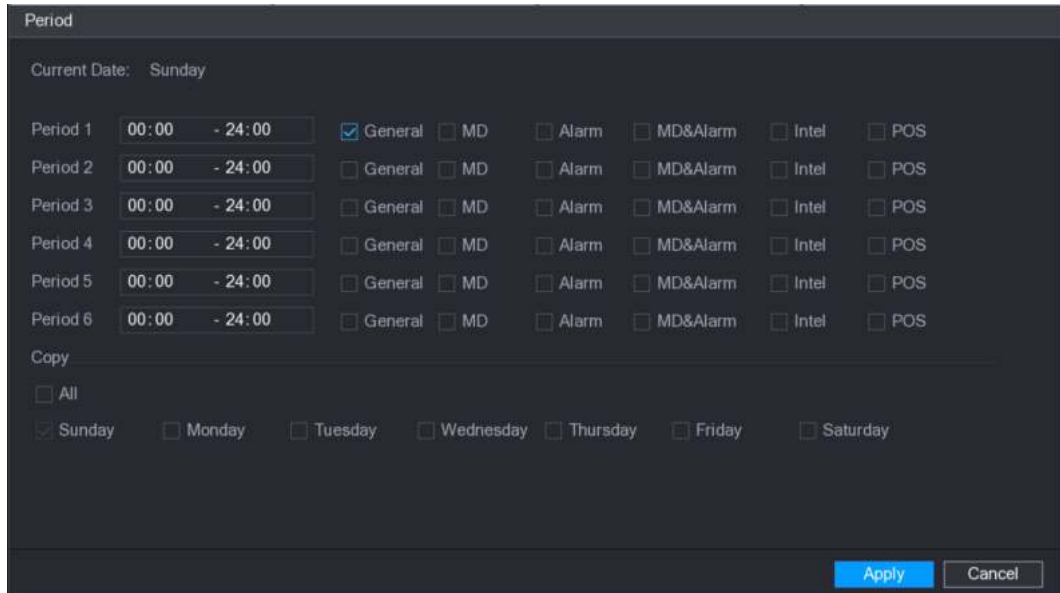 Period
Current Date: Sunday
Period 1 00:00 - 24:00 General MD Alarm MD&Alarm Intel POS
Period 2 00:00 - 24:00 General MD Alarm MD&Alarm Intel POS
Period 3 00:00 - 24:00 General MD Alarm MD&Alarm Intel POS
Period 4 00:00 - 24:00 General MD Alarm MD&Alarm Intel POS
Period 5 00:00 - 24:00 General MD Alarm MD&Alarm Intel POS
Period 6 00:00 - 24:00 General MD Alarm MD&Alarm Intel POS
Copy
All
Sunday Monday Tuesday Wednesday Thursday Friday Saturday
Apply Cancel